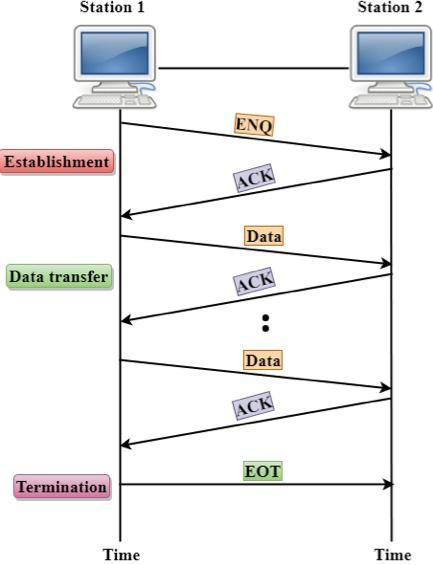 Station 1
Station 2
ENQ
Establishment
ACK
Data
Data transfer
ACK
Data
ACK
EOT
Termination
Time
Time